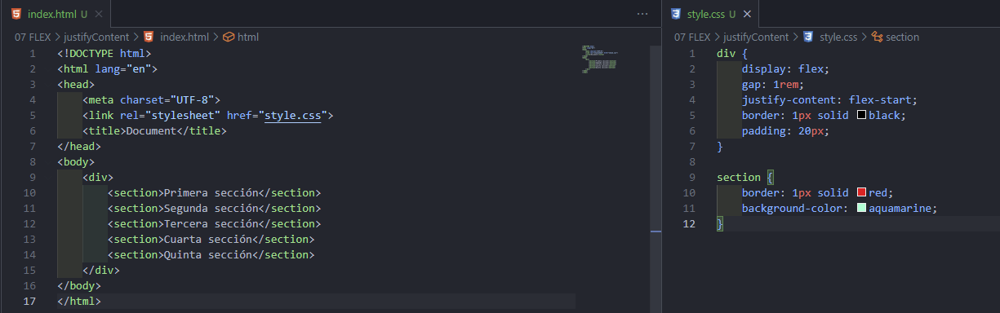 index.html U
07 FLEX > justifyContent > index.html > html
1 <!DOCTYPE html>
2 <html lang="en">
3 <head>
4     <meta charset="UTF-8">
5     <link rel="stylesheet" href="style.css">
6     <title>Document</title>
7 </head>
8 <body>
9     <div>
10         <section>Primera sección</section>
11         <section>Segunda sección</section>
12         <section>Tercera sección</section>
13         <section>Cuarta sección</section>
14         <section>Quinta sección</section>
15     </div>
16 </body>
17 </html>
style.css U
07 FLEX > justifyContent > style.css > section
1 div {
2     display: flex;
3     gap: 1rem;
4     justify-content: flex-start;
5     border: 1px solid black;
6     padding: 20px;
7 }
8
9 section {
10     border: 1px solid red;
11     background-color: aquamarine;
12 }